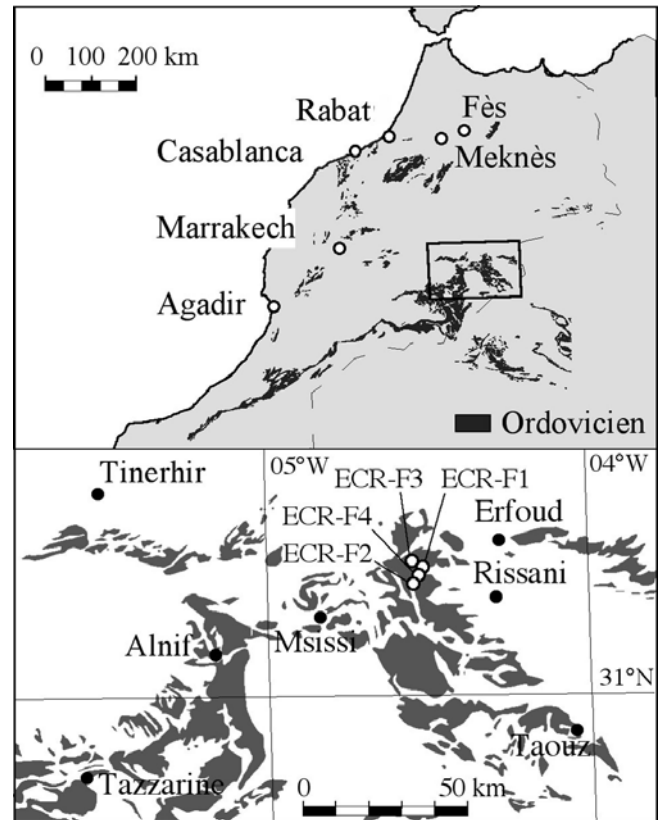 0 100 200 km
Rabat
Fès
Casablanca
Meknès
Marrakech
Agadir
Ordovicien
05°W
04°W
Tinerhir
ECR-F3
ECR-F1
ECR-F4
Erfoud
ECR-F2
Rissani
Alnif
Msissi
31°N
Taouz
Tazzarine
0 50 km